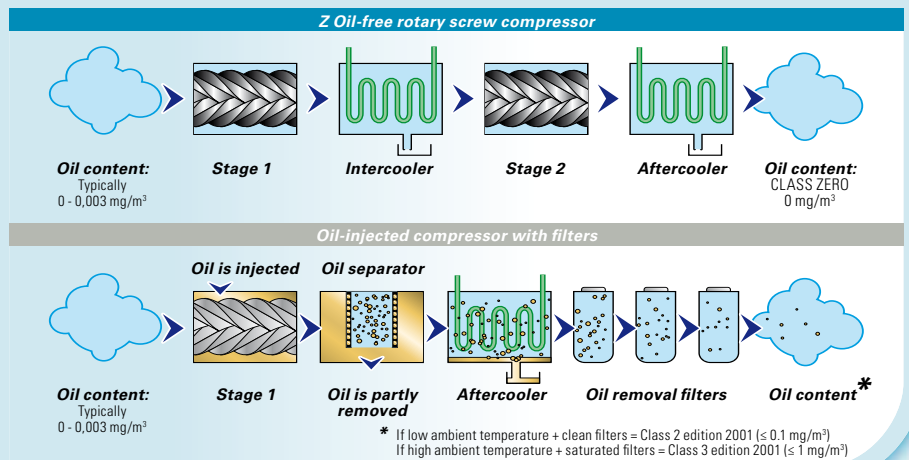 Z Oil-free rotary screw compressor
Oil content:
Typically
0 - 0,003 mg/m³
Stage 1
Intercooler
Stage 2
Aftercooler
Oil content:
CLASS ZERO
0 mg/m³
Oil-injected compressor with filters
Oil is injected
Oil separator
Oil content:
Typically
0 - 0,003 mg/m³
Stage 1
Oil is partly
removed
Aftercooler
Oil removal filters
Oil content*
* If low ambient temperature + clean filters = Class 2 edition 2001 (≤ 0.1 mg/m³)
If high ambient temperature + saturated filters = Class 3 edition 2001 (≤ 1 mg/m³)